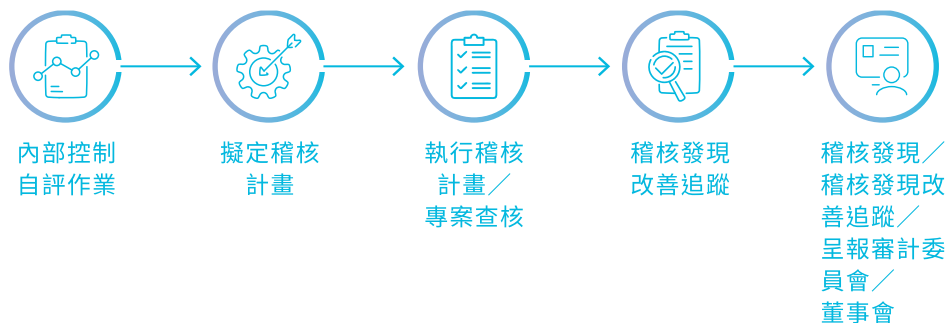 內部控制
自評作業
擬定稽核
計畫
執行稽核
計畫／
專案查核
稽核發現
改善追蹤
稽核發現／
稽核發現改
善追蹤／
呈報審計委
員會／
董事會